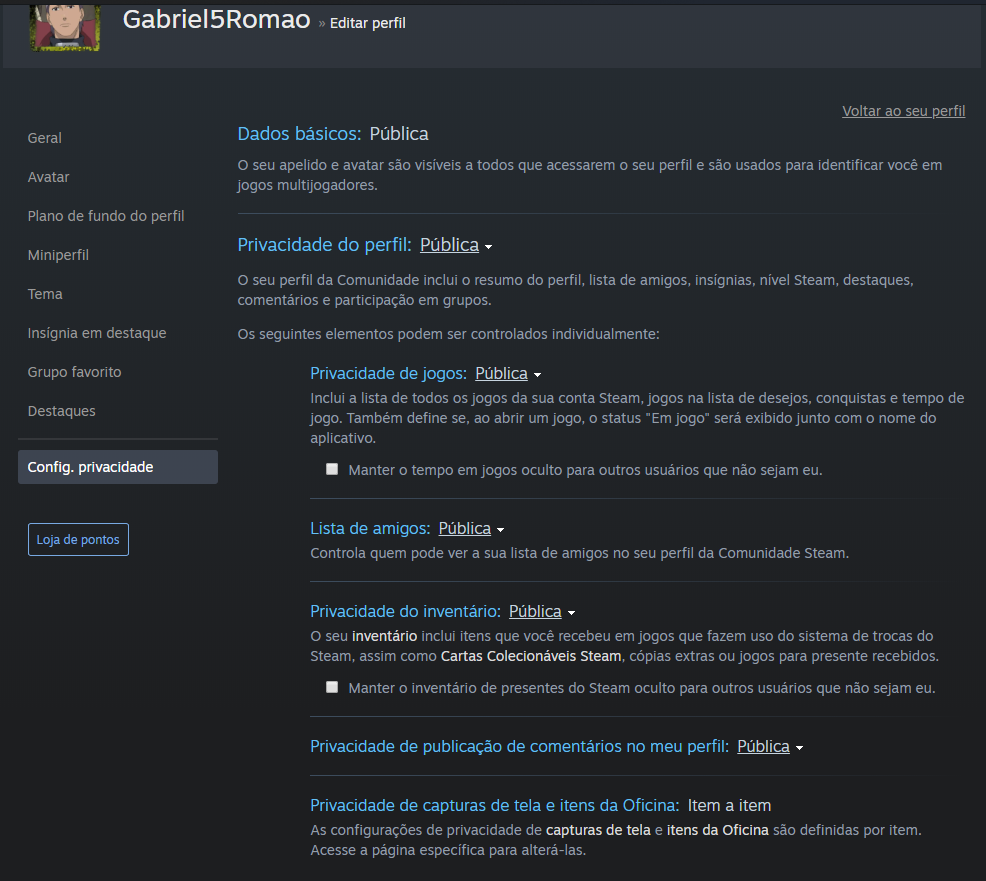 Gabriel5Romao » Editar perfil
Voltar ao seu perfil
Geral
Avatar
Plano de fundo do perfil
Miniperfil
Tema
Insígnia em destaque
Grupo favorito
Destaques
Config. privacidade
Loja de pontos
Dados básicos: Pública
O seu apelido e avatar são visíveis a todos que acessarem o seu perfil e são usados para identificar você em
jogos multijogadores.
Privacidade do perfil: Pública
O seu perfil da Comunidade inclui o resumo do perfil, lista de amigos, insígnias, nível Steam, destaques,
comentários e participação em grupos.
Os seguintes elementos podem ser controlados individualmente:
Privacidade de jogos: Pública
Inclui a lista de todos os jogos da sua conta Steam, jogos na lista de desejos, conquistas e tempo de
jogo. Também define se, ao abrir um jogo, o status "Em jogo" será exibido junto com o nome do
aplicativo.
Manter o tempo em jogos oculto para outros usuários que não sejam eu.
Lista de amigos: Pública
Controla quem pode ver a sua lista de amigos no seu perfil da Comunidade Steam.
Privacidade do inventário: Pública
O seu inventário inclui itens que você recebeu em jogos que fazem uso do sistema de trocas do
Steam, assim como Cartas Colecionáveis Steam, cópias extras ou jogos para presente recebidos.
Manter o inventário de presentes do Steam oculto para outros usuários que não sejam eu.
Privacidade de publicação de comentários no meu perfil: Pública
Privacidade de capturas de tela e itens da Oficina: Item a item
As configurações de privacidade de capturas de tela e itens da Oficina são definidas por item.
Acesse a página específica para alterá-las.